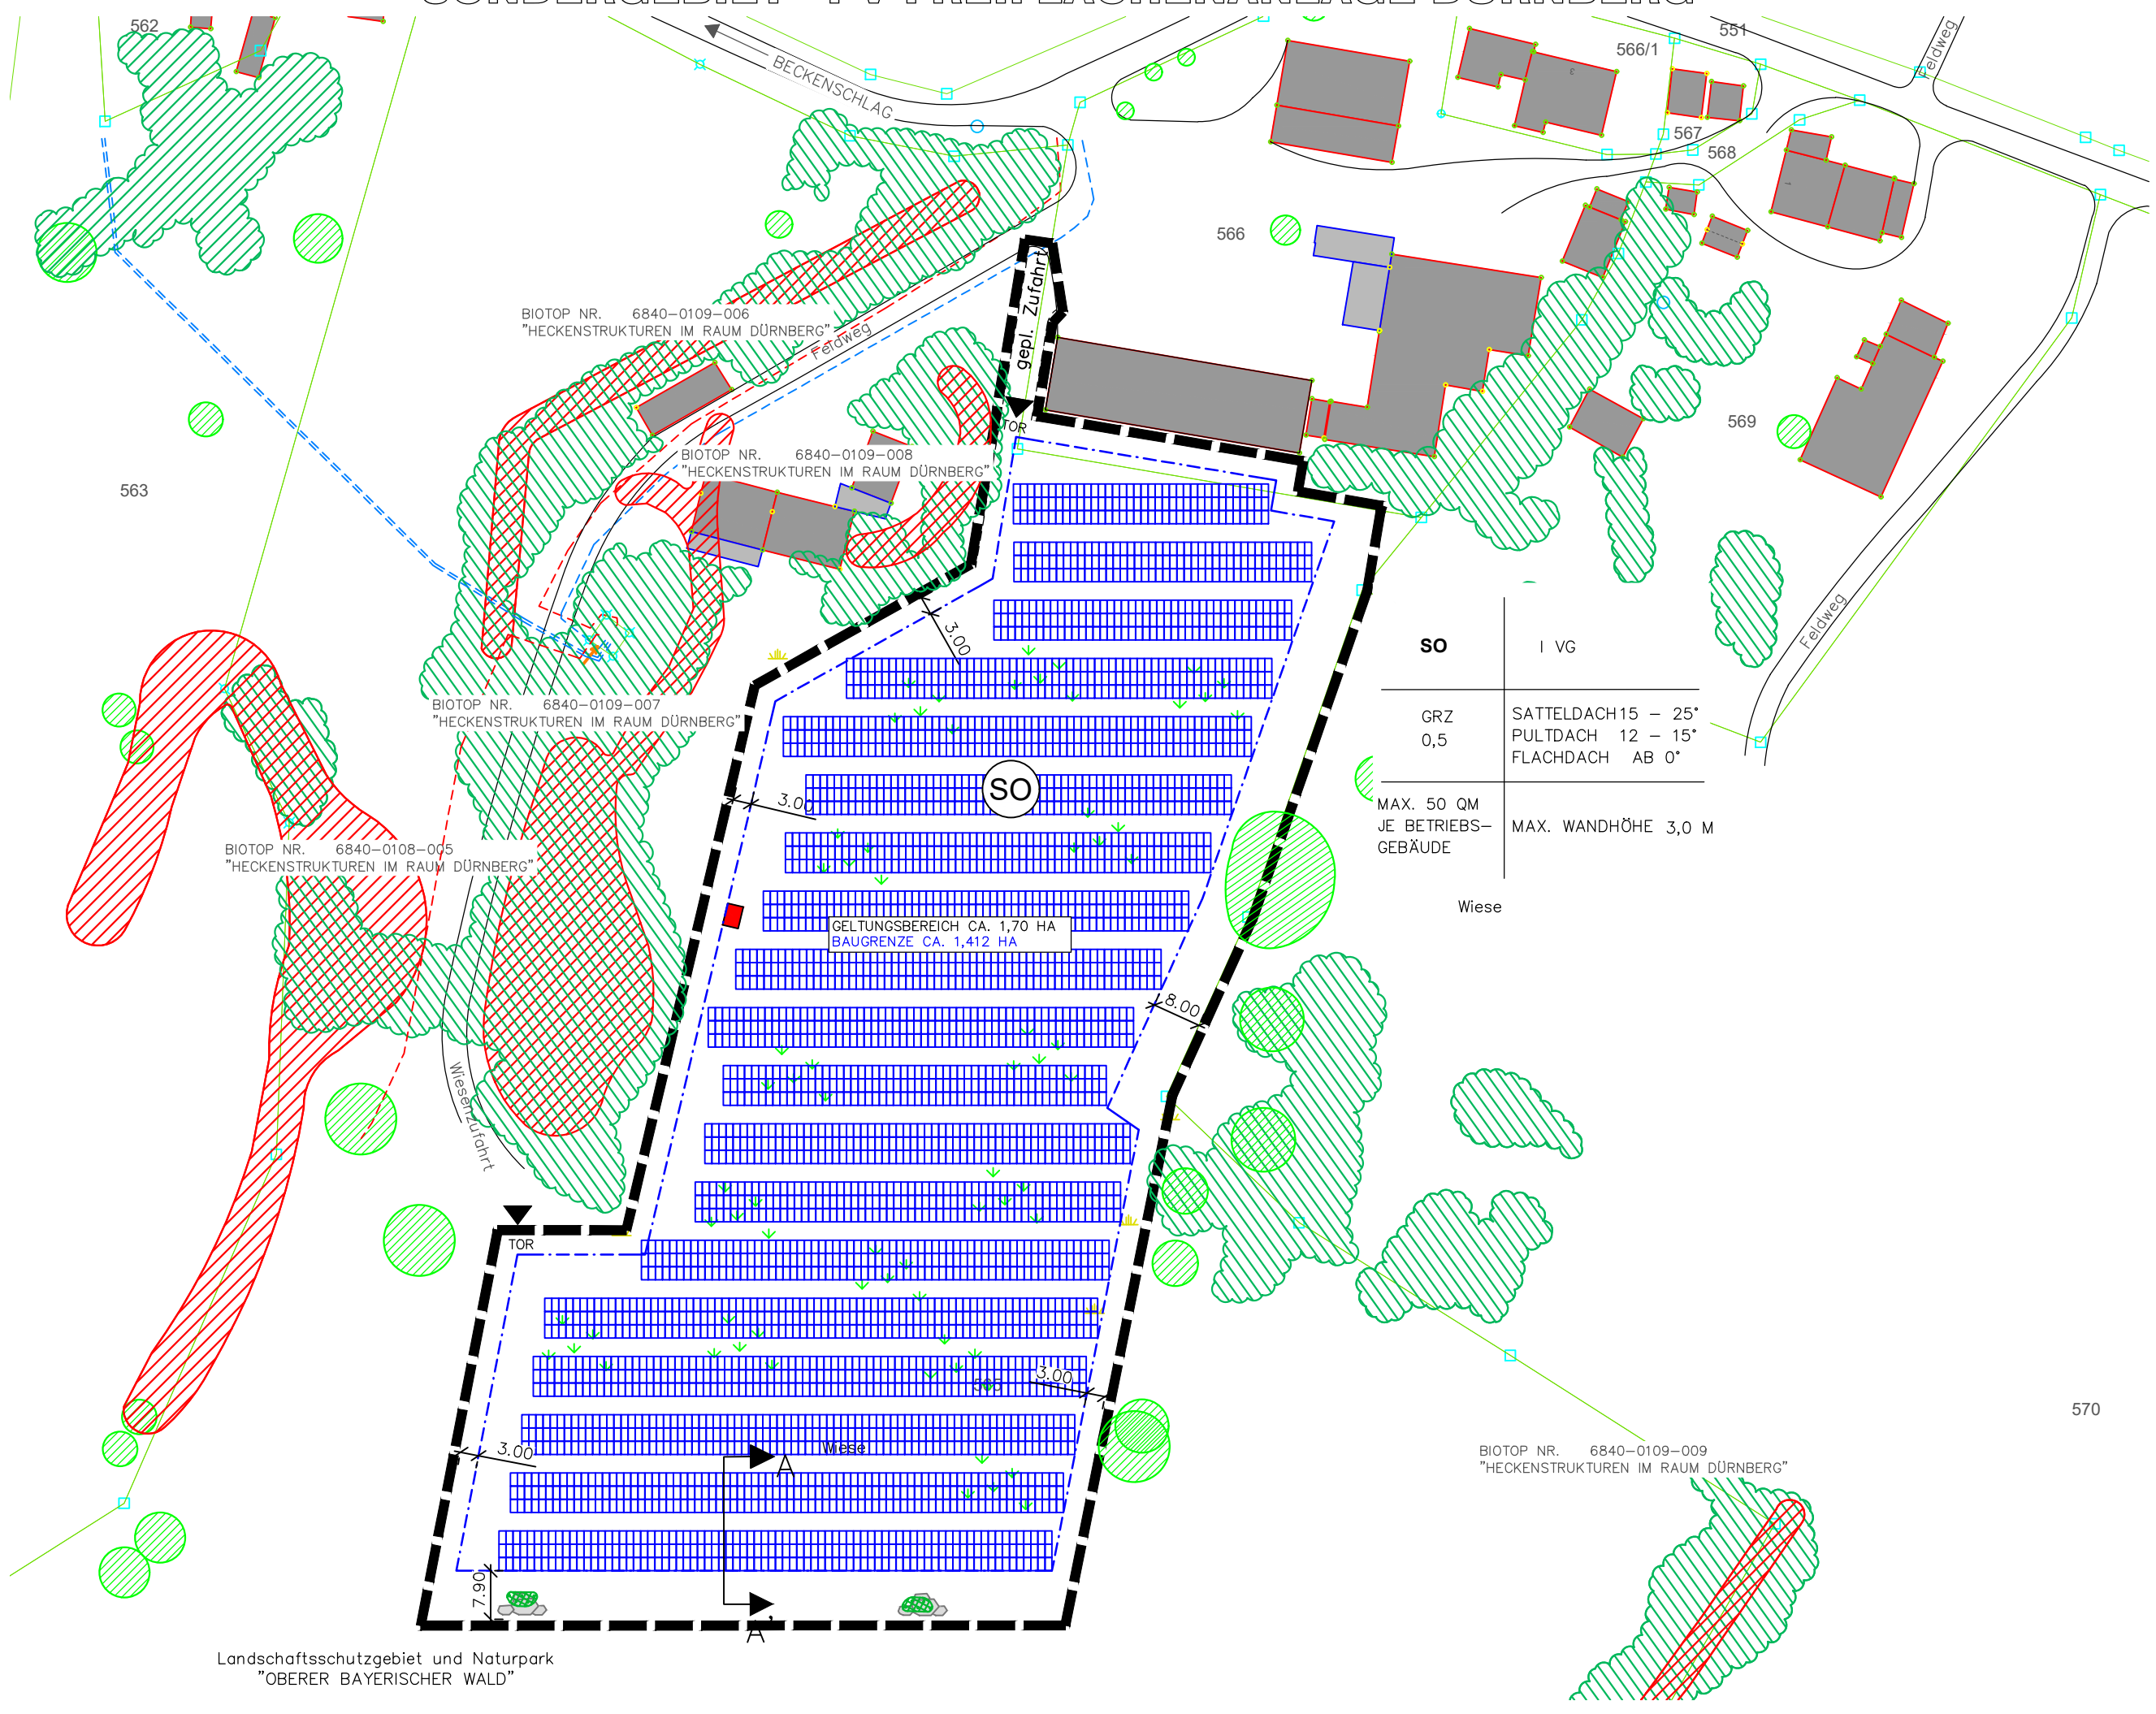 SONDERGEBIET PV-FREIFLÄCHENANLAGE DÜRNBERG
562
BECKENSCHLAG
566/1
551
Feldweg
567
568
566
gepl. Zufahrt
BIOTOP NR. 6840-0109-006
"HECKENSTRUKTUREN IM RAUM DÜRNBERG"
Feldweg
569
TOR
BIOTOP NR. 6840-0109-008
"HECKENSTRUKTUREN IM RAUM DÜRNBERG"
563
3.00
Feldweg
SO
I VG
GRZ
0,5
SATTELDACH 15 - 25°
PULTDACH 12 - 15°
FLACHDACH AB 0°
MAX. 50 QM
JE BETRIEBS-
GEBÄUDE
MAX. WANDHÖHE 3,0 M
BIOTOP NR. 6840-0109-007
"HECKENSTRUKTUREN IM RAUM DÜRNBERG"
SO
3.00
BIOTOP NR. 6840-0108-005
"HECKENSTRUKTUREN IM RAUM DÜRNBERG"
Wiese
GELTUNGSBEREICH CA. 1,70 HA
BAUGRENZE CA. 1,412 HA
8.00
Wiesenzufahrt
TOR
3.00
565
570
3.00
Wiese
A
BIOTOP NR. 6840-0109-009
"HECKENSTRUKTUREN IM RAUM DÜRNBERG"
7.90
A'
Landschaftsschutzgebiet und Naturpark
"OBERER BAYERISCHER WALD"